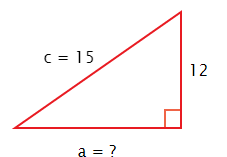 c = 15
12
a = ?